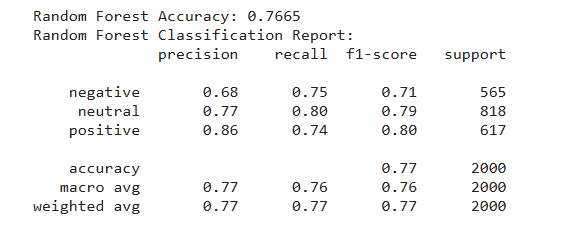 Random Forest Accuracy: 0.7665
Random Forest Classification Report:
precision recall f1-score support
negative 0.68 0.75 0.71 565
neutral 0.77 0.80 0.79 818
positive 0.86 0.74 0.80 617
accuracy 0.77 2000
macro avg 0.77 0.76 0.76 2000
weighted avg 0.77 0.77 0.77 2000